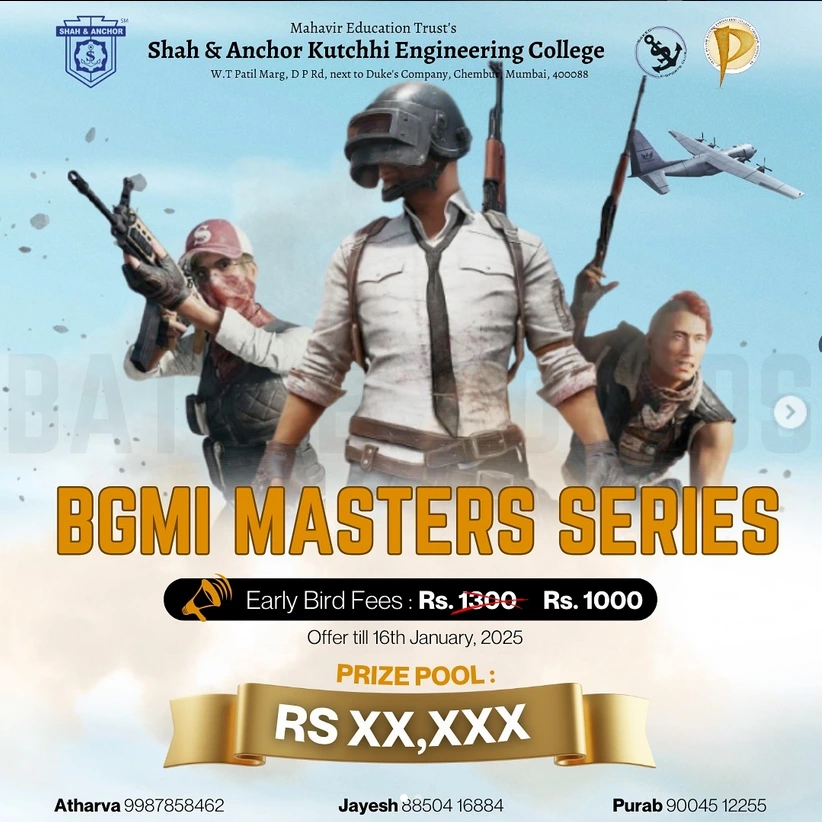 SHAH & ANCHOR
SM
Mahavir Education Trust's
Shah & Anchor Kutchhi Engineering College
W.T Patil Marg, D P Rd, next to Duke's Company, Chembur, Mumbai, 400088
BGMI MASTERS SERIES
Early Bird Fees : Rs. 1300 Rs. 1000
Offer till 16th January, 2025
PRIZE POOL :
RS XX,XXX
Atharva 9987858462 Jayesh 88504 16884 Purab 90045 12255